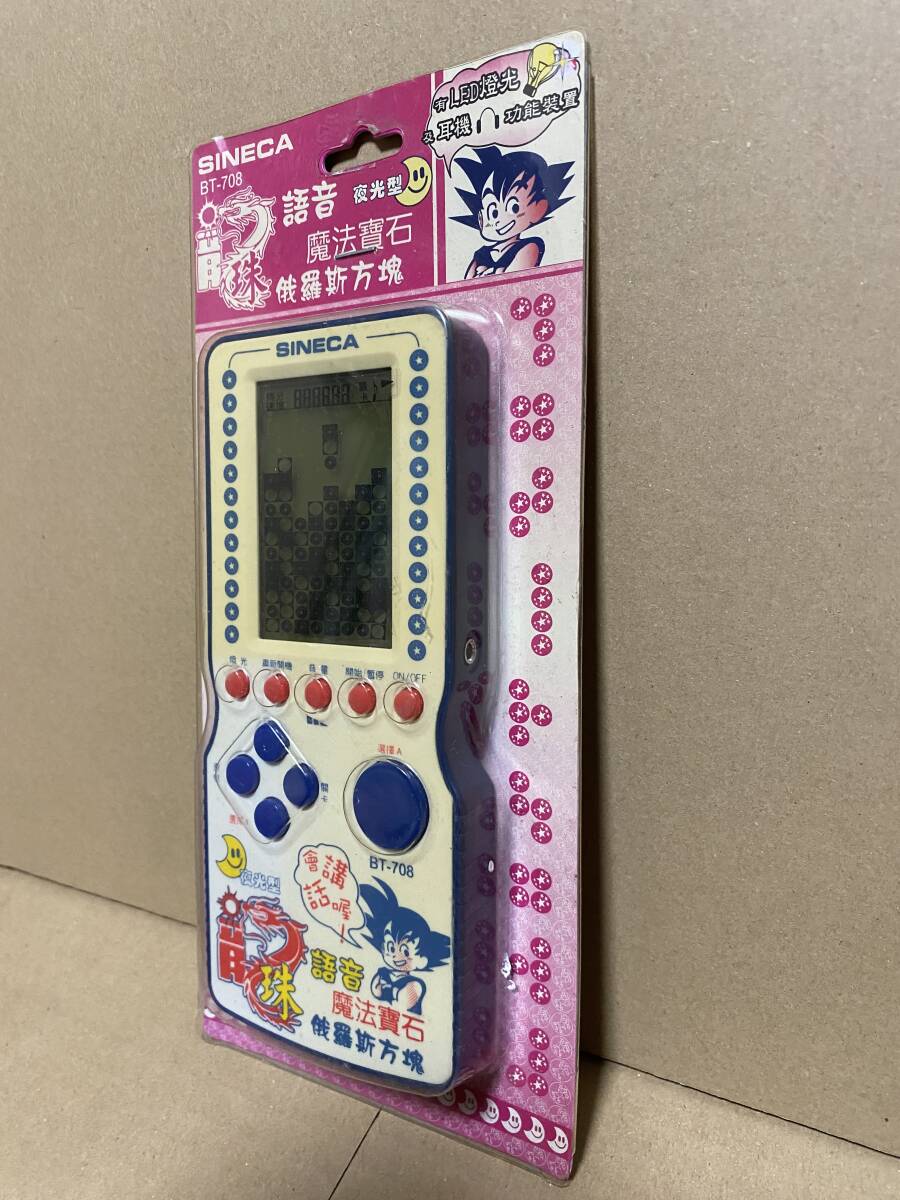 SINECA
BT-708
有LED燈光
及耳機 功能裝置
龍珠
語音 夜光型
魔法寶石
俄羅斯方塊
SINECA
燈光 重新開機 音量 開始/暫停 ON/OFF
選擇A
關卡
BT-708
夜光型
會講
話喔!
龍珠
語音
魔法寶石
俄羅斯方塊